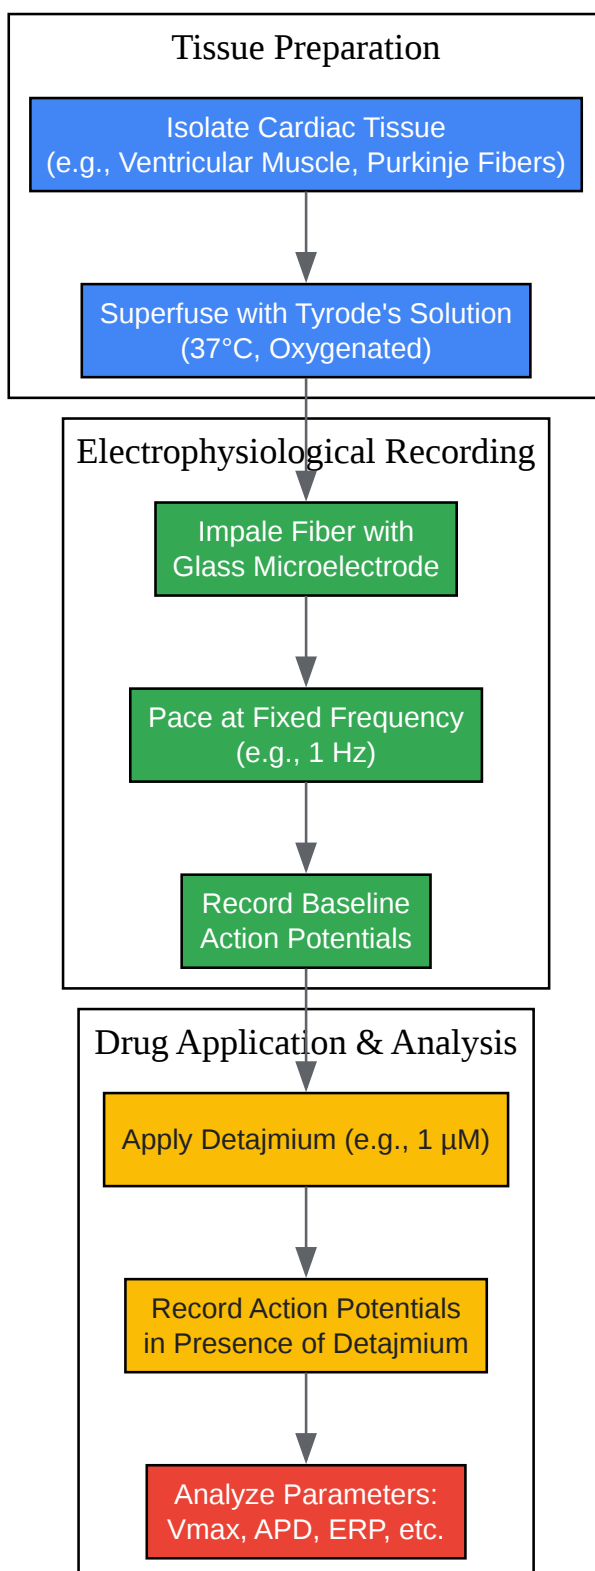 Tissue Preparation
Isolate Cardiac Tissue
(e.g., Ventricular Muscle, Purkinje Fibers)
Superfuse with Tyrode's Solution
(37°C, Oxygenated)
Electrophysiological Recording
Impale Fiber with
Glass Microelectrode
Pace at Fixed Frequency
(e.g., 1 Hz)
Record Baseline
Action Potentials
Drug Application & Analysis
Apply Detajmium (e.g., 1 µM)
Record Action Potentials
in Presence of Detajmium
Analyze Parameters:
Vmax, APD, ERP, etc.